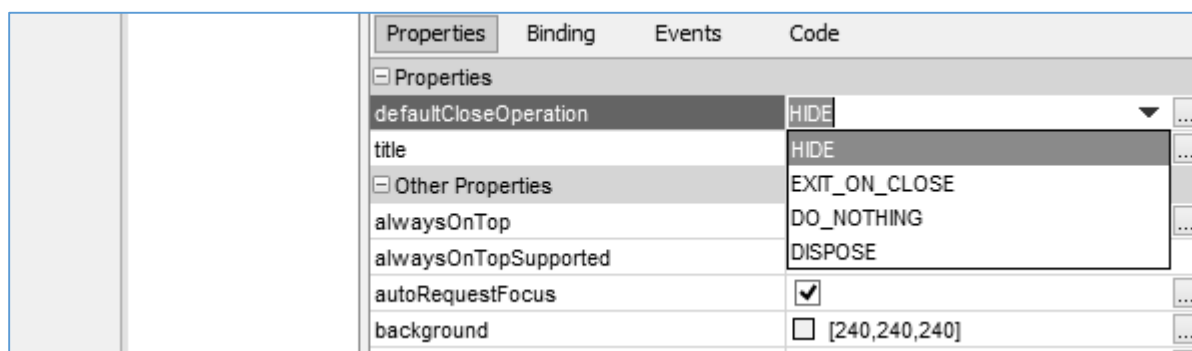 Properties Binding Events Code
Properties
defaultCloseOperation HIDE ...
title HIDE ...
Other Properties EXIT_ON_CLOSE
alwaysOnTop DO_NOTHING ...
alwaysOnTopSupported DISPOSE
autoRequestFocus ...
background [240,240,240] ...